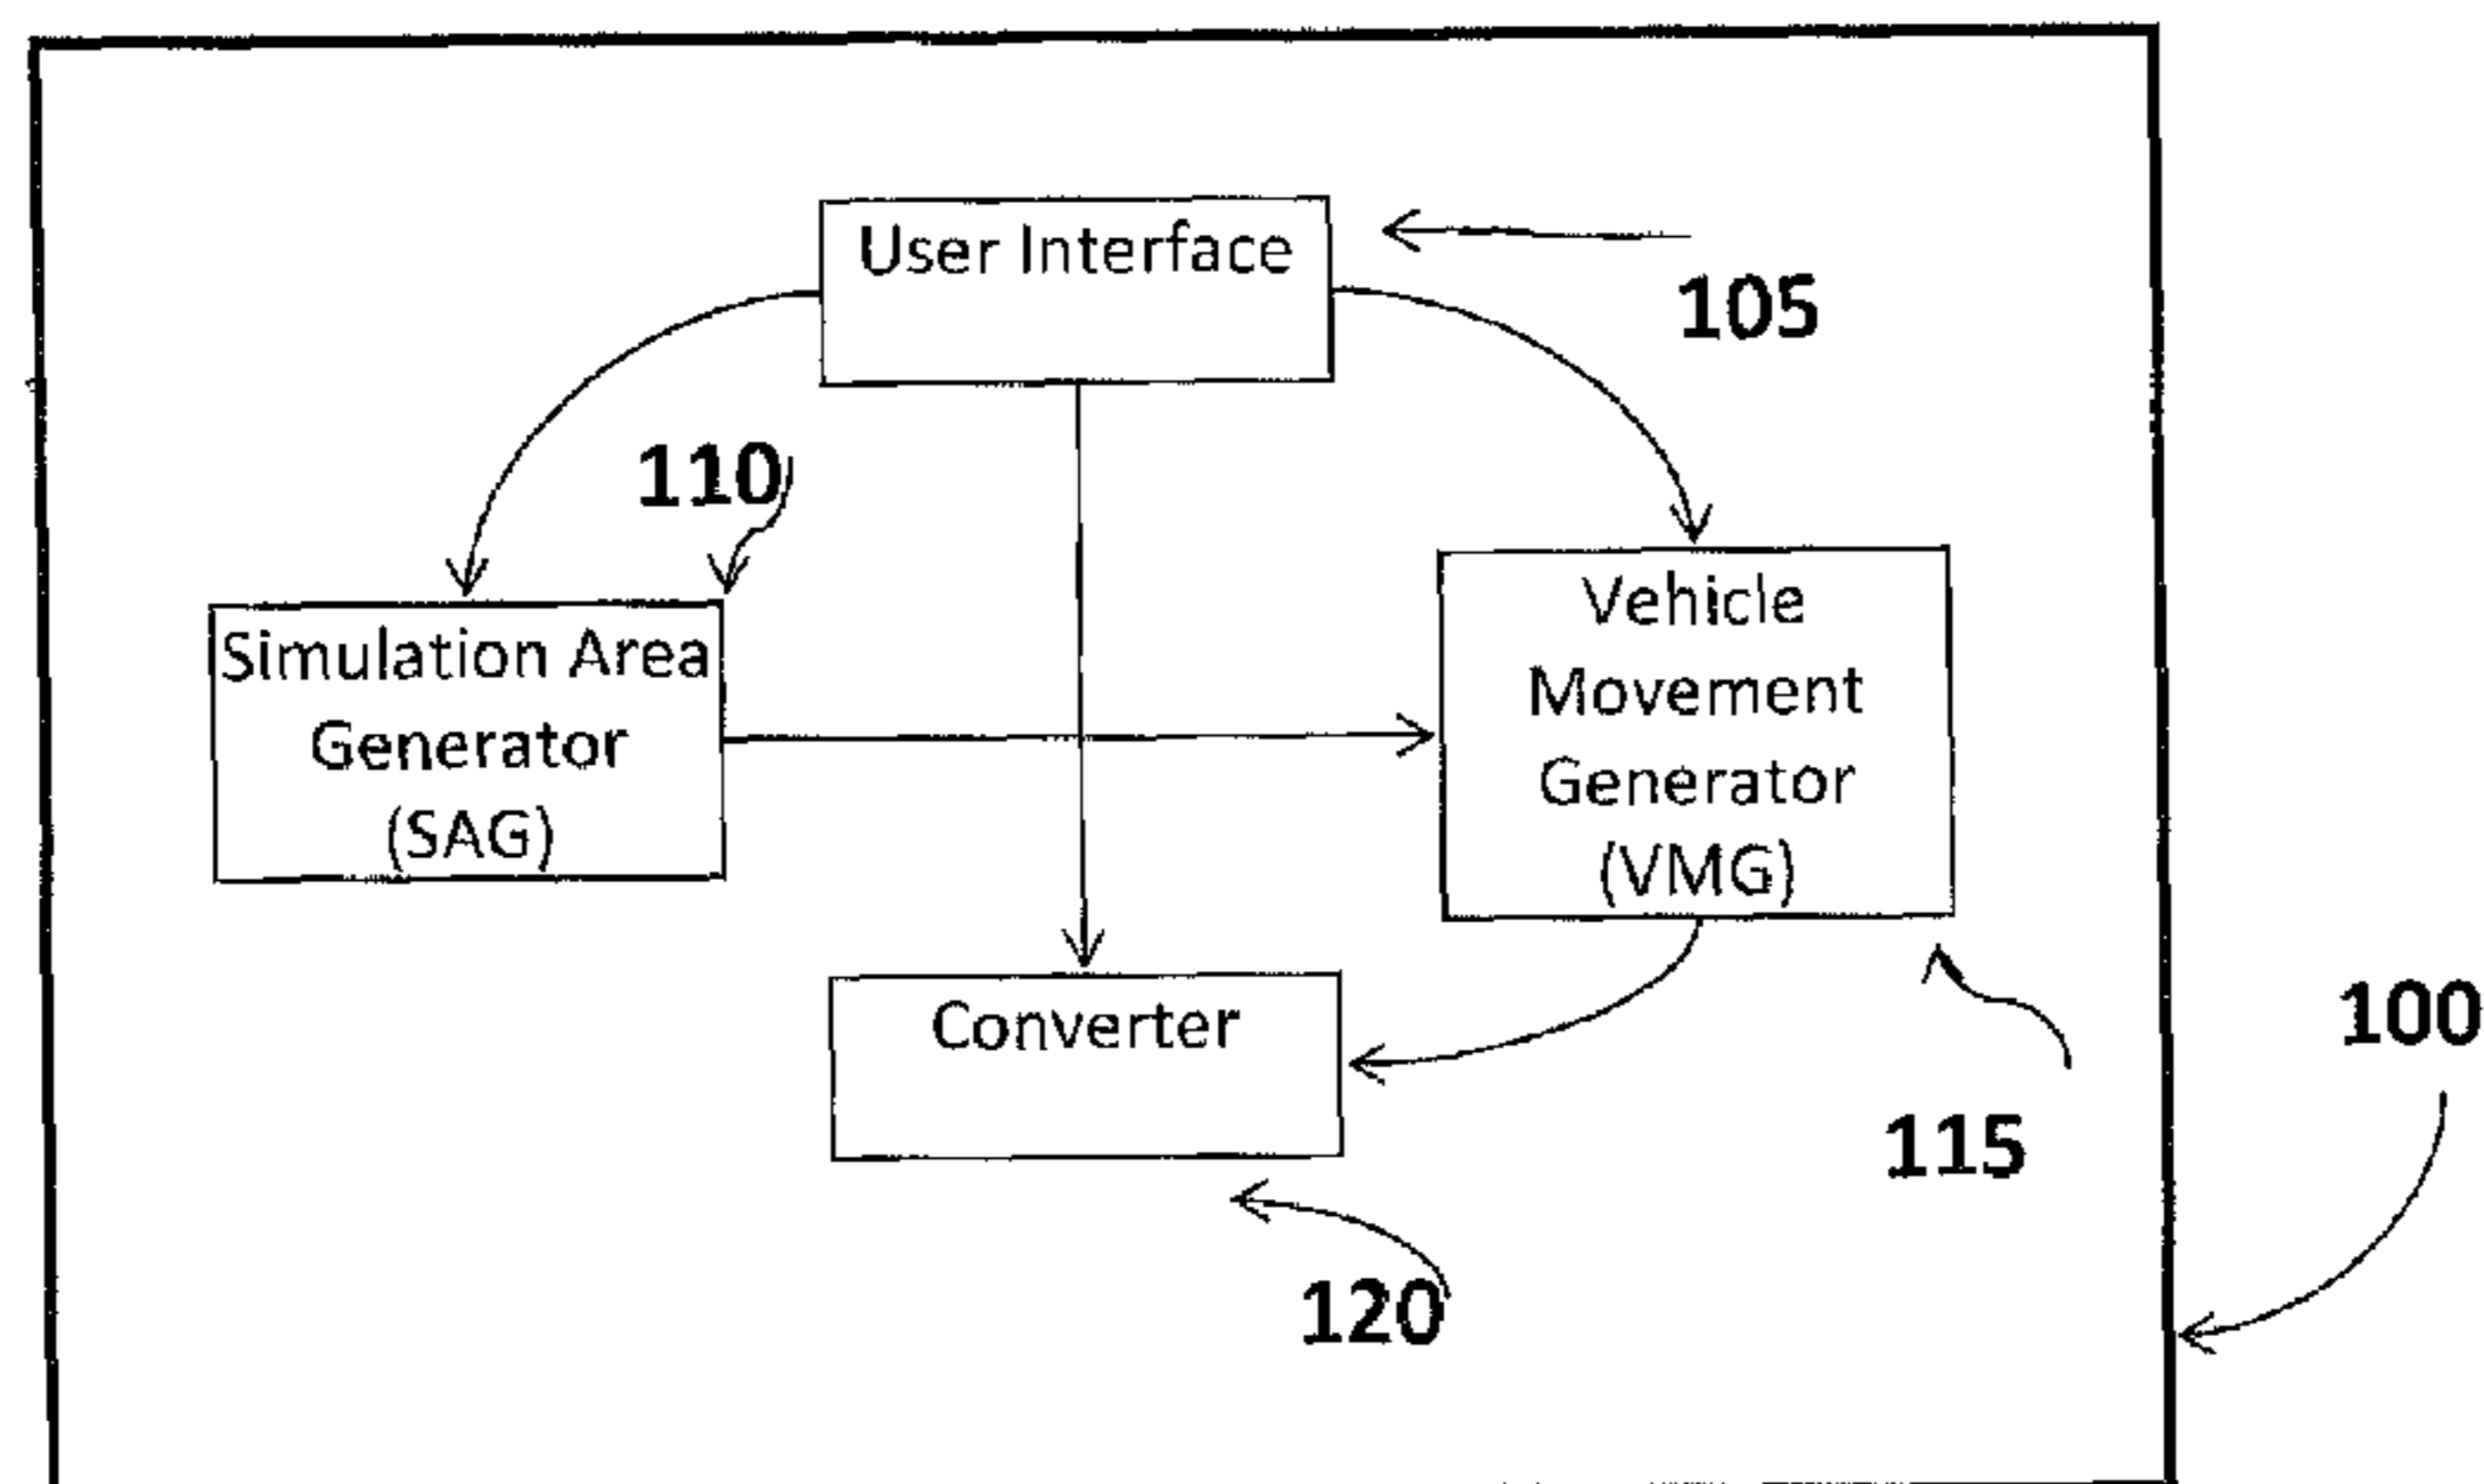 User Interface
105
110
Simulation Area
Generator
(SAG)
Vehicle
Movement
Generator
(VMG)
Converter
100
115
120